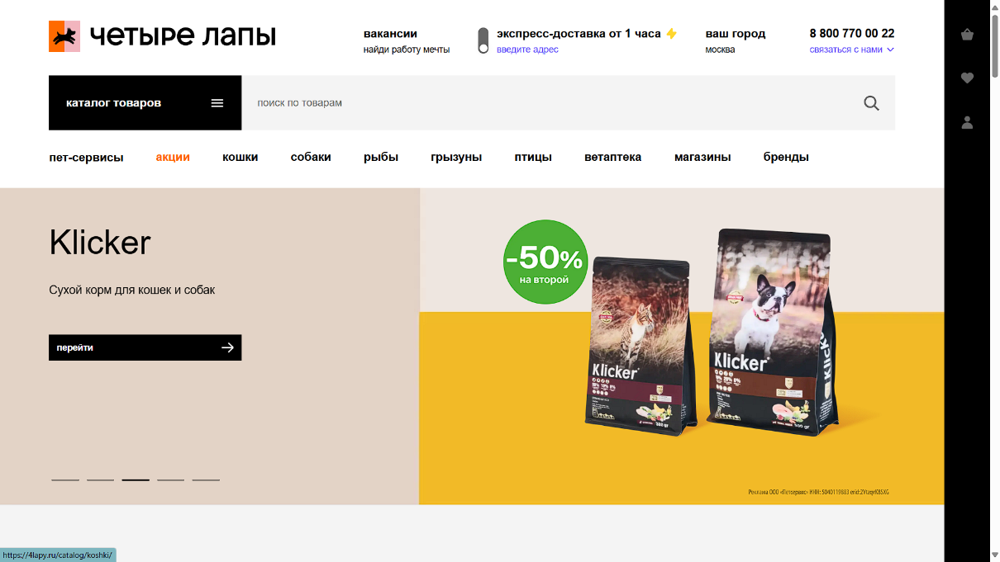 четыре лапы
вакансии
найди работу мечты
экспресс-доставка от 1 часа
введите адрес
ваш город
москва
8 800 770 00 22
связаться с нами
каталог товаров
поиск по товарам
пет-сервисы акции кошки собаки рыбы грызуны птицы ветаптека магазины бренды
Klicker
Сухой корм для кошек и собак
перейти
-50%
на второй
Klicker
Klicker
Реклама ООО «Петсервис» ИНН: 5040119883 erid:2VtzqvK8SXG
https://4lapy.ru/catalog/koshki/